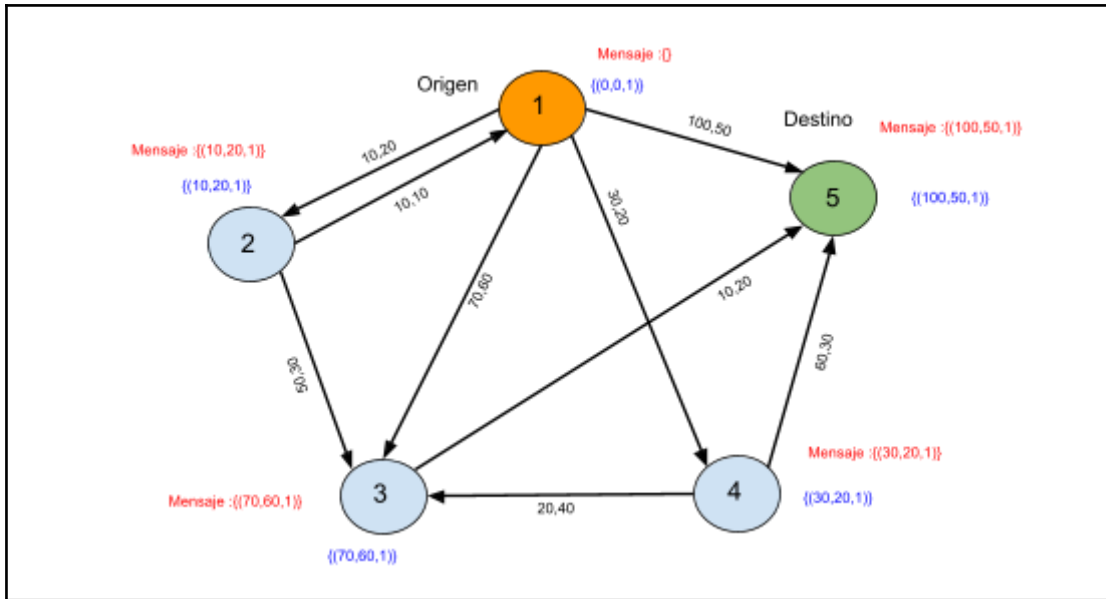 Mensaje :{}
Origen
{(0,0,1)}
1
100,50
Destino
Mensaje :{(100,50,1)}
Mensaje :{(10,20,1)}
10,20
{(10,20,1)}
10,10
30,20
5
{(100,50,1)}
2
70,60
10,20
50,30
60,30
Mensaje :{(30,20,1)}
Mensaje :{(70,60,1)}
3
4
{(30,20,1)}
20,40
{(70,60,1)}